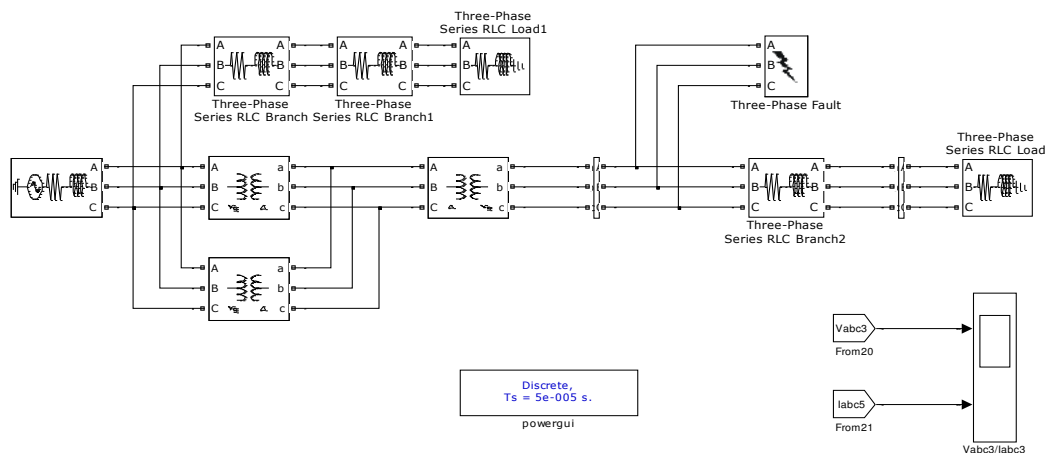 Three-Phase
Series RLC Load1
A A A A A
B B B B B
C C C C C
Three-Phase
Series RLC Branch
Three-Phase
Series RLC Branch1
A
B
C
Three-Phase Fault
A
B
C
A a
B b
C c
A a
B b
C c
A A
B B
C C
Three-Phase
Series RLC Branch2
A
B
C
Three-Phase
Series RLC Load
A a
B b
C c
Vabc3
From20
Iabc5
From21
Vabc3/Iabc3
Discrete,
Ts = 5e-005 s.
powergui